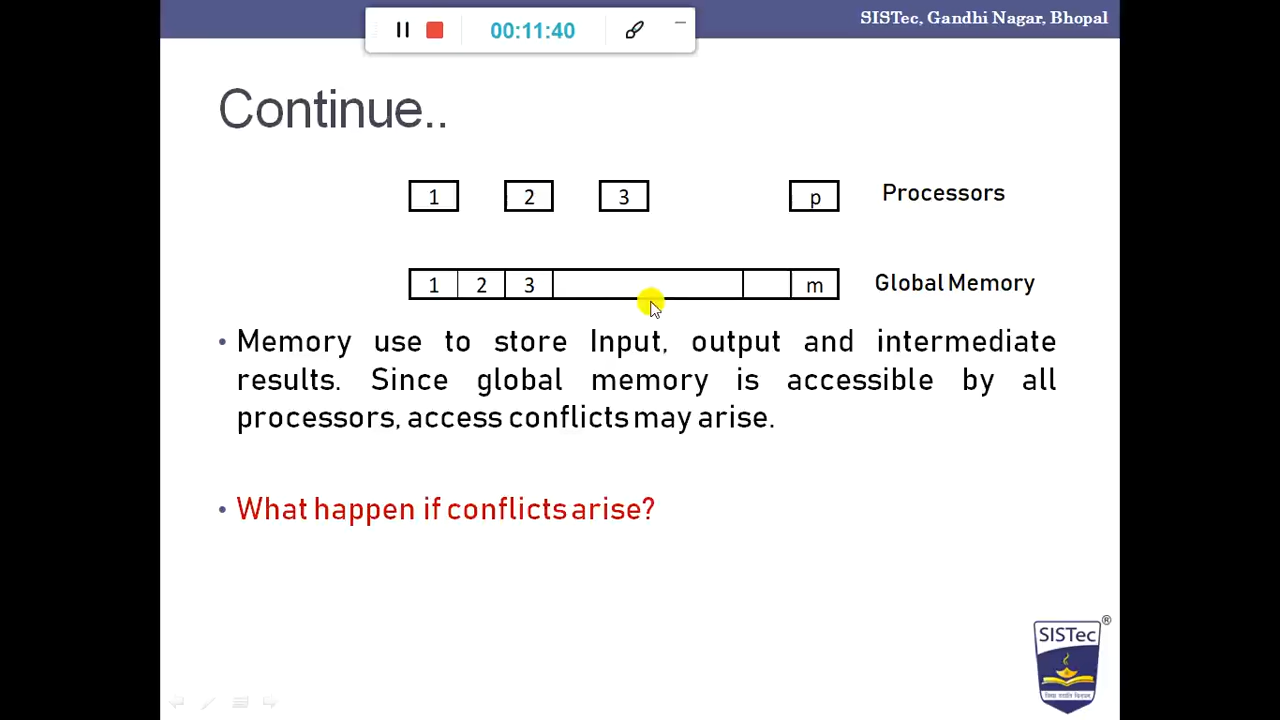 SISTec, Gandhi Nagar, Bhopal
00:11:40
Continue..
1 2 3 p Processors
1 2 3 m Global Memory
• Memory use to store Input, output and intermediate
results. Since global memory is accessible by all
processors, access conflicts may arise.
• What happen if conflicts arise?
SISTec ®